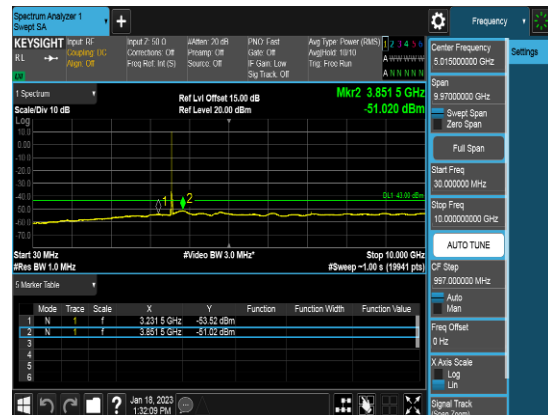 Spectrum Analyzer 1
Swept SA
Frequency
KEYSIGHT
RL
Input: RF
Coupling: DC
Align: Off
Input Z: 50 Ω
Corrections: Off
Freq Ref: Int (S)
#Atten: 20 dB
Preamp: Off
Source: Off
PNO: Fast
Gate: Off
IF Gain: Low
Sig Track: Off
Avg Type: Power (RMS)
Avg|Hold: 10/10
Trig: Free Run
1 2 3 4 5 6
A W W W W W
A N N N N N
1 Spectrum
Scale/Div 10 dB
Log
Ref Lvl Offset 15.00 dB
Ref Level 20.00 dBm
Mkr2 3.851 5 GHz
-51.020 dBm
10.0
0.00
-10.0
-20.0
-30.0
-40.0
-50.0
-60.0
-70.0
1
2
DL1 -43.00 dBm
Start 30 MHz
#Res BW 1.0 MHz
#Video BW 3.0 MHz*
Stop 10.000 GHz
#Sweep ~1.00 s (19941 pts)
5 Marker Table
Mode Trace Scale X Y Function Function Width Function Value
1 N 1 f 3.231 5 GHz -53.52 dBm
2 N 1 f 3.851 5 GHz -51.02 dBm
3
4
5
6
?
Jan 18, 2023
1:32:09 PM
Center Frequency
5.015000000 GHz
Settings
Span
9.97000000 GHz
Swept Span
Zero Span
Full Span
Start Freq
30.000000 MHz
Stop Freq
10.00000000 GHz
AUTO TUNE
CF Step
997.000000 MHz
Auto
Man
Freq Offset
0 Hz
X Axis Scale
Log
Lin
Signal Track
(Span Zoom)